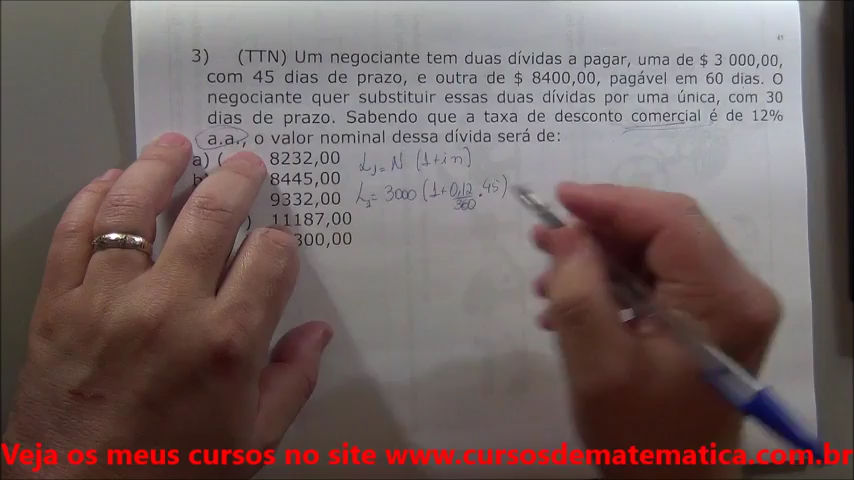 3) (TTN) Um negociante tem duas dívidas a pagar, uma de $ 3 000,00,
com 45 dias de prazo, e outra de $ 8400,00, pagável em 60 dias. O
negociante quer substituir essas duas dívidas por uma única, com 30
dias de prazo. Sabendo que a taxa de desconto comercial é de 12%
a.a., o valor nominal dessa dívida será de:
a) ( 8232,00
8445,00
9332,00
) 11187,00
300,00
= N (1+in)
= 3000 (1+0,12/360 . 45)
Veja os meus cursos no site www.cursosdematematica.com.br